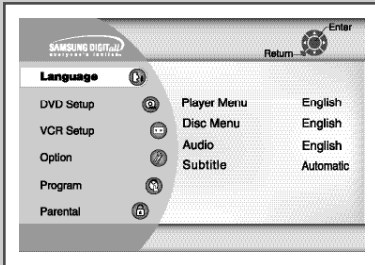 Enter
SAMSUNG DIGITall
everyone's invited™
Return
Language
DVD Setup
VCR Setup
Option
Program
Parental
Player Menu English
Disc Menu English
Audio English
Subtitle Automatic